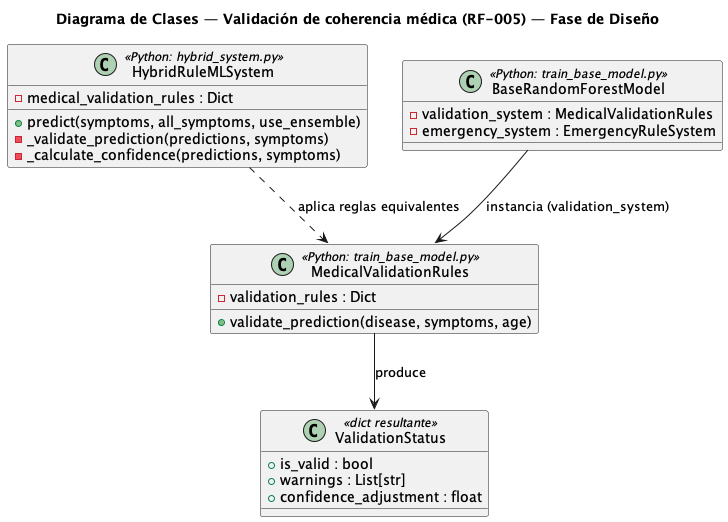 Diagrama de Clases — Validación de coherencia médica (RF-005) — Fase de Diseño
C
«Python: hybrid_system.py»
HybridRuleMLSystem
medical_validation_rules : Dict
predict(symptoms, all_symptoms, use_ensemble)
_validate_prediction(predictions, symptoms)
_calculate_confidence(predictions, symptoms)
C
«Python: train_base_model.py»
BaseRandomForestModel
validation_system : MedicalValidationRules
emergency_system : EmergencyRuleSystem
aplica reglas equivalentes
instancia (validation_system)
C
«Python: train_base_model.py»
MedicalValidationRules
validation_rules : Dict
validate_prediction(disease, symptoms, age)
produce
C
«dict resultante»
ValidationStatus
is_valid : bool
warnings : List[str]
confidence_adjustment : float